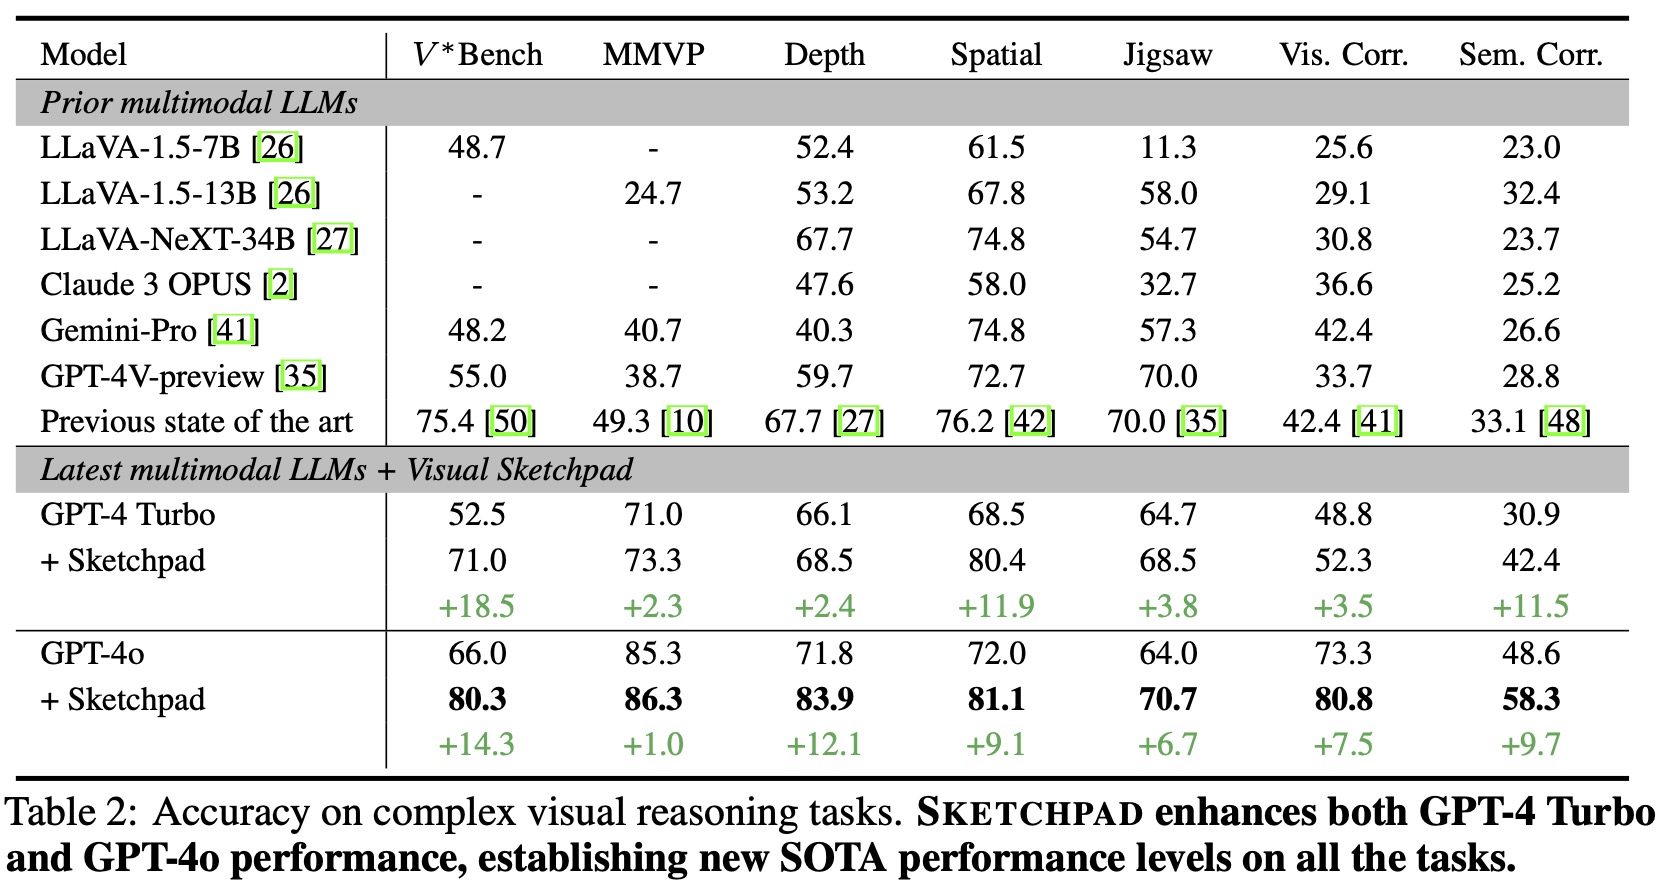 Model V*Bench MMVP Depth Spatial Jigsaw Vis. Corr. Sem. Corr.
Prior multimodal LLMs
LLaVA-1.5-7B [26] 48.7 - 52.4 61.5 11.3 25.6 23.0
LLaVA-1.5-13B [26] - 24.7 53.2 67.8 58.0 29.1 32.4
LLaVA-NeXT-34B [27] - - 67.7 74.8 54.7 30.8 23.7
Claude 3 OPUS [2] - - 47.6 58.0 32.7 36.6 25.2
Gemini-Pro [41] 48.2 40.7 40.3 74.8 57.3 42.4 26.6
GPT-4V-preview [35] 55.0 38.7 59.7 72.7 70.0 33.7 28.8
Previous state of the art 75.4 [50] 49.3 [10] 67.7 [27] 76.2 [42] 70.0 [35] 42.4 [41] 33.1 [48]
Latest multimodal LLMs + Visual Sketchpad
GPT-4 Turbo 52.5 71.0 66.1 68.5 64.7 48.8 30.9
+ Sketchpad 71.0 73.3 68.5 80.4 68.5 52.3 42.4
+18.5 +2.3 +2.4 +11.9 +3.8 +3.5 +11.5
GPT-4o 66.0 85.3 71.8 72.0 64.0 73.3 48.6
+ Sketchpad 80.3 86.3 83.9 81.1 70.7 80.8 58.3
+14.3 +1.0 +12.1 +9.1 +6.7 +7.5 +9.7
Table 2: Accuracy on complex visual reasoning tasks. SKETCHPAD enhances both GPT-4 Turbo
and GPT-4o performance, establishing new SOTA performance levels on all the tasks.